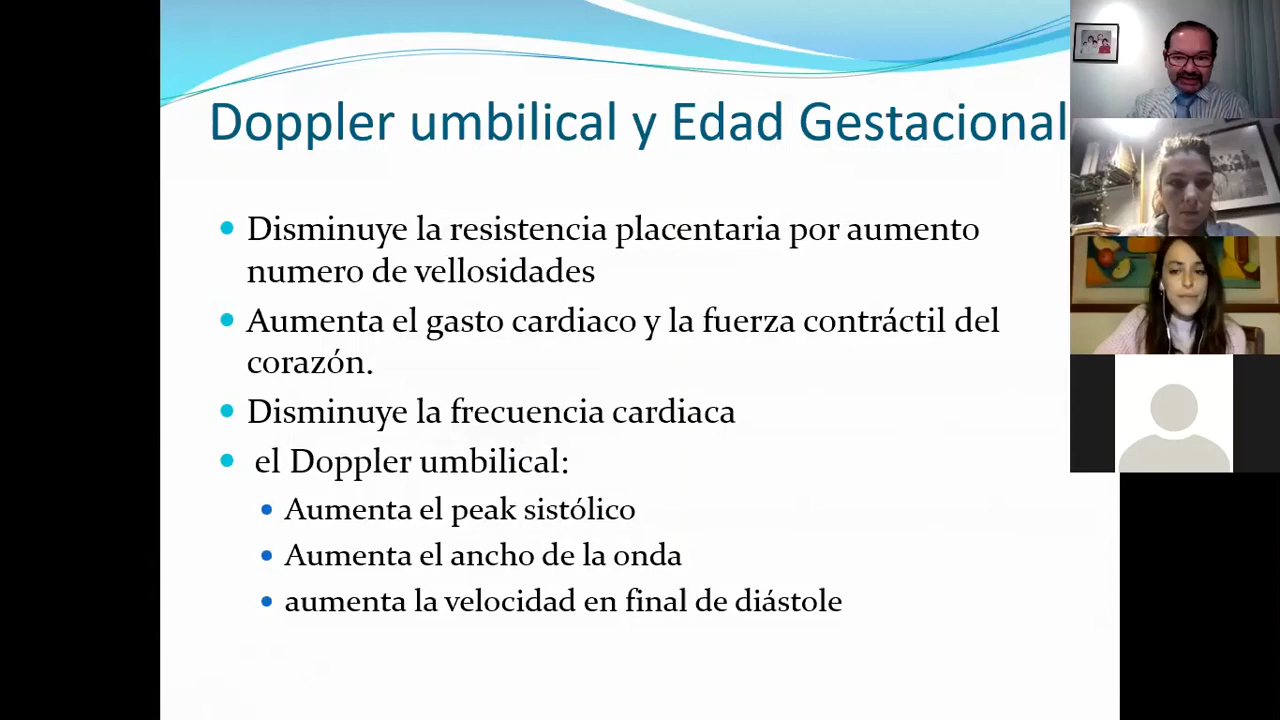 Doppler umbilical y Edad Gestacional
Disminuye la resistencia placentaria por aumento
numero de vellosidades
Aumenta el gasto cardiaco y la fuerza contráctil del
corazón.
Disminuye la frecuencia cardiaca
el Doppler umbilical:
Aumenta el peak sistólico
Aumenta el ancho de la onda
aumenta la velocidad en final de diástole